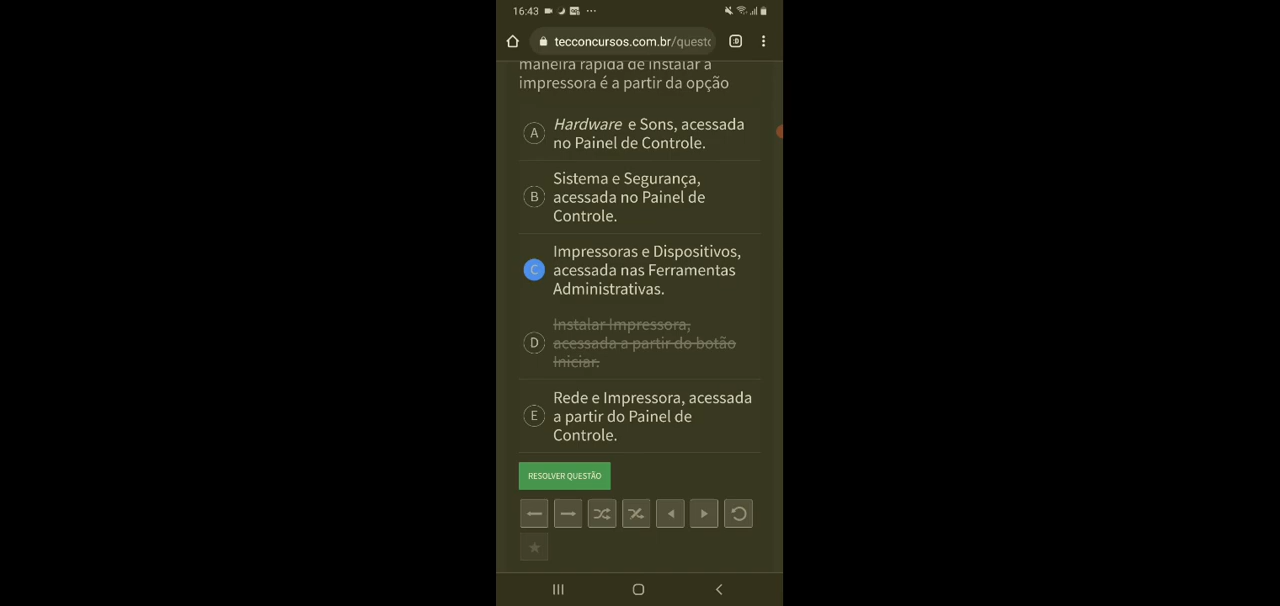 16:43
tecconcursos.com.br/questo
maneira rápida de instalar a
impressora é a partir da opção
A
Hardware e Sons, acessada
no Painel de Controle.
B
Sistema e Segurança,
acessada no Painel de
Controle.
C
Impressoras e Dispositivos,
acessada nas Ferramentas
Administrativas.
D
Instalar Impressora,
acessada a partir do botão
Iniciar.
E
Rede e Impressora, acessada
a partir do Painel de
Controle.
RESOLVER QUESTÃO